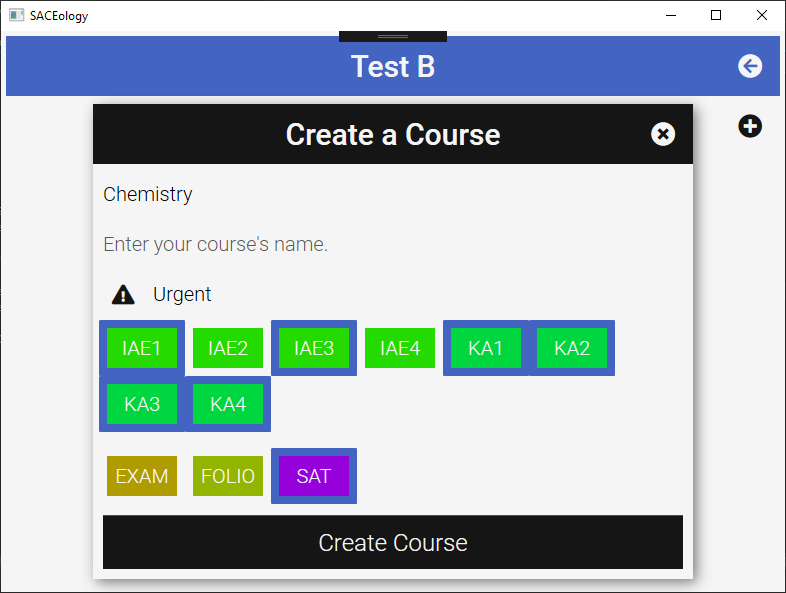 SACEology
Test B
Create a Course
Chemistry
Enter your course's name.
Urgent
IAE1 IAE2 IAE3 IAE4 KA1 KA2
KA3 KA4
EXAM FOLIO SAT
Create Course